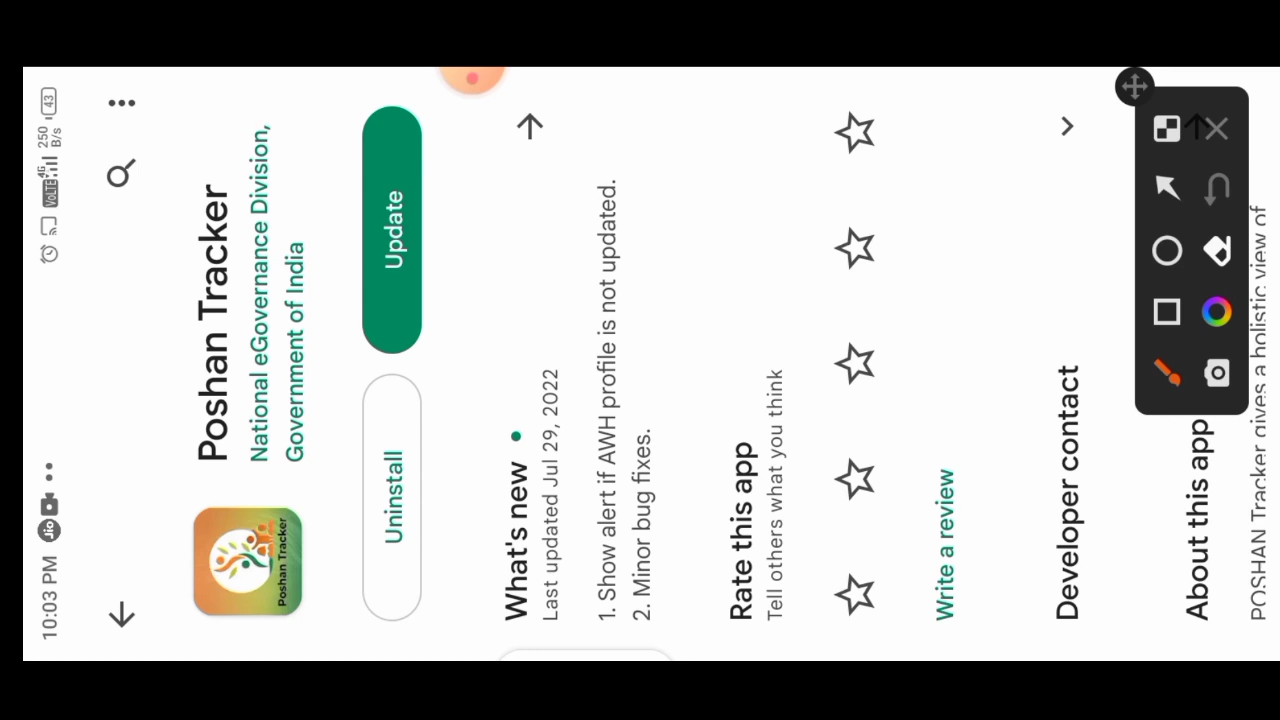 10:03 PM
Jio
VoLTE
4G
250
B/s
43
Poshan Tracker
National eGovernance Division,
Government of India
Poshan Tracker
Uninstall
Update
What's new
Last updated Jul 29, 2022
1. Show alert if AWH profile is not updated.
2. Minor bug fixes.
Rate this app
Tell others what you think
Write a review
Developer contact
About this app
POSHAN Tracker gives a holistic view of